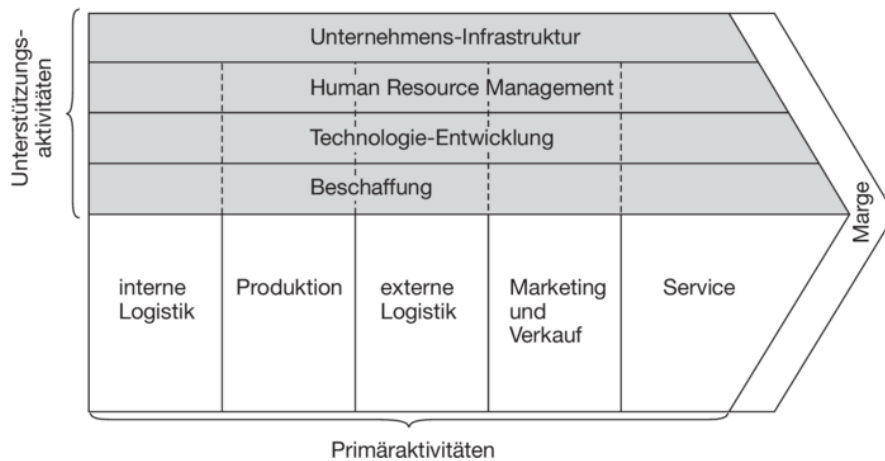 Unterstützungs-
aktivitäten
Unternehmens-Infrastruktur
Human Resource Management
Technologie-Entwicklung
Beschaffung
Marge
interne
Logistik
Produktion
externe
Logistik
Marketing
und
Verkauf
Service
Primäraktivitäten